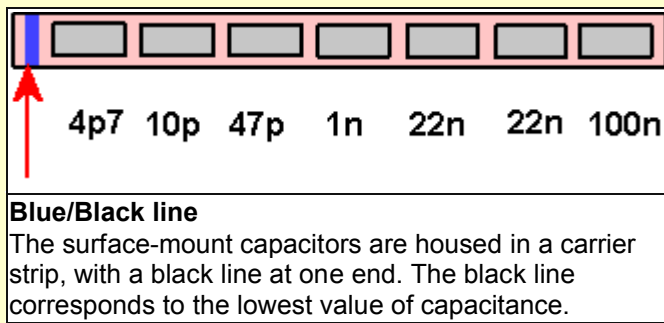 4p7 10p 47p 1n 22n 22n 100n
Blue/Black line
The surface-mount capacitors are housed in a carrier
strip, with a black line at one end. The black line
corresponds to the lowest value of capacitance.